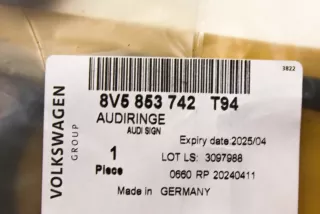 3822
8V5 853 742 T94
AUDIRINGE
AUDI SIGN
Expiry date:2025/04
1
LOT LS: 3097988
Piece
0660 RP 20240411
Made in GERMANY
VOLKSWAGEN
GROUP